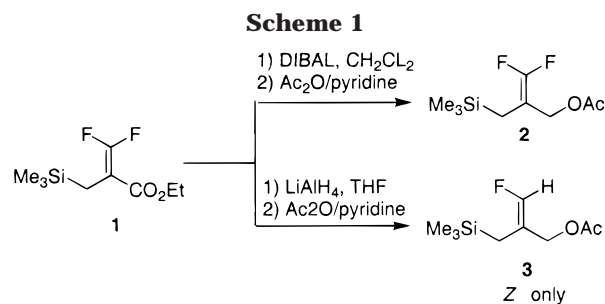 Scheme 1
1) DIBAL, CH₂CL₂
2) Ac₂O/pyridine
F F
Me₃Si OAc
2
F F
Me₃Si CO₂Et
1
1) LiAlH₄, THF
2) Ac2O/pyridine
F H
Me₃Si OAc
3
Z only